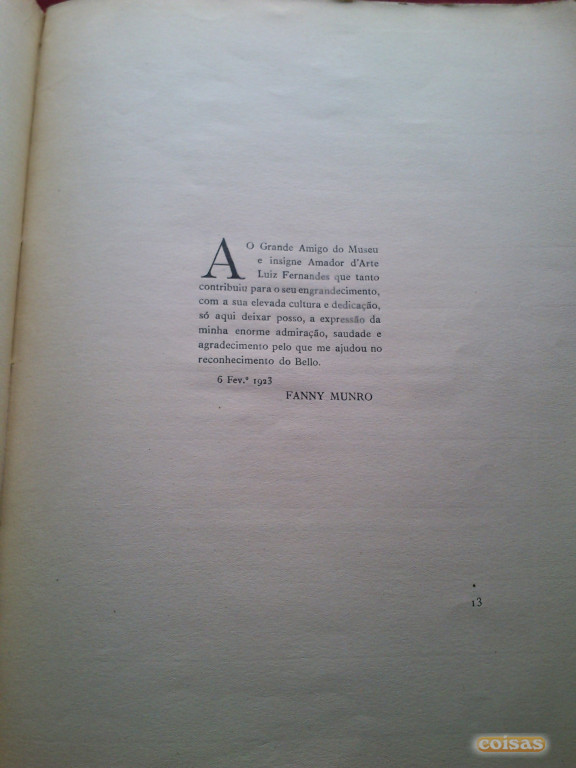 AO Grande Amigo do Museu
e insigne Amador d'Arte
Luiz Fernandes que tanto
contribuiu para o seu engrandecimento,
com a sua elevada cultura e dedicação,
só aqui deixar posso, a expressão da
minha enorme admiração, saudade e
agradecimento pelo que me ajudou no
reconhecimento do Bello.
6 Fev.º 1923
FANNY MUNRO
13
coisas